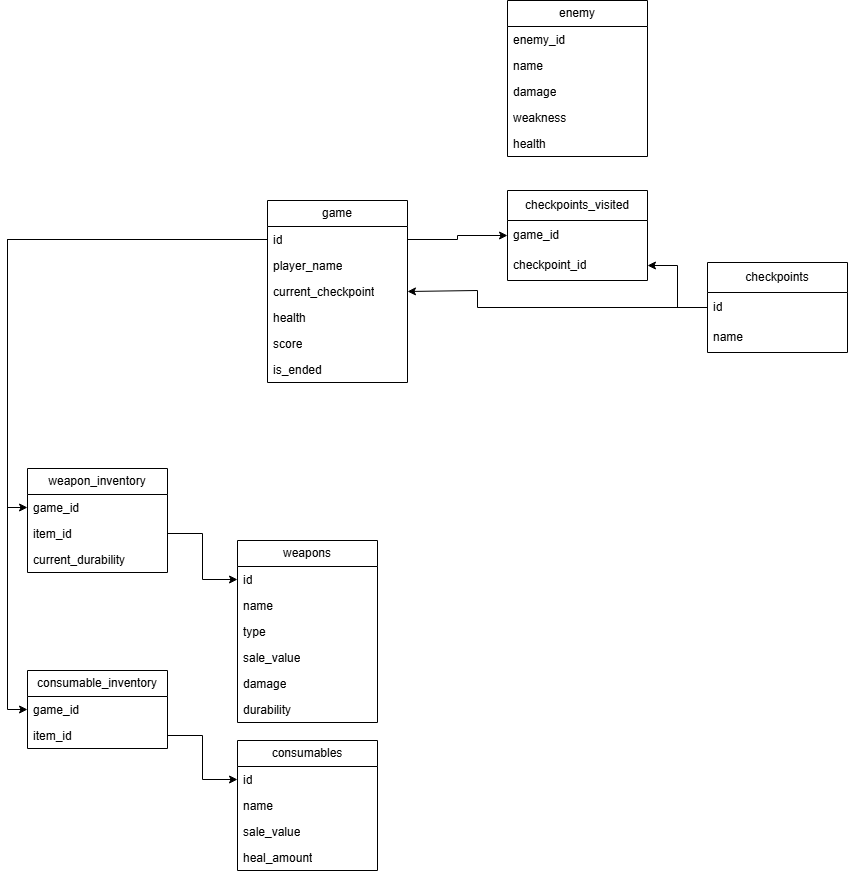 enemy
enemy_id
name
damage
weakness
health
checkpoints_visited
game_id
checkpoint_id
game
id
player_name
current_checkpoint
health
score
is_ended
checkpoints
id
name
weapon_inventory
game_id
item_id
current_durability
weapons
id
name
type
sale_value
damage
durability
consumable_inventory
game_id
item_id
consumables
id
name
sale_value
heal_amount